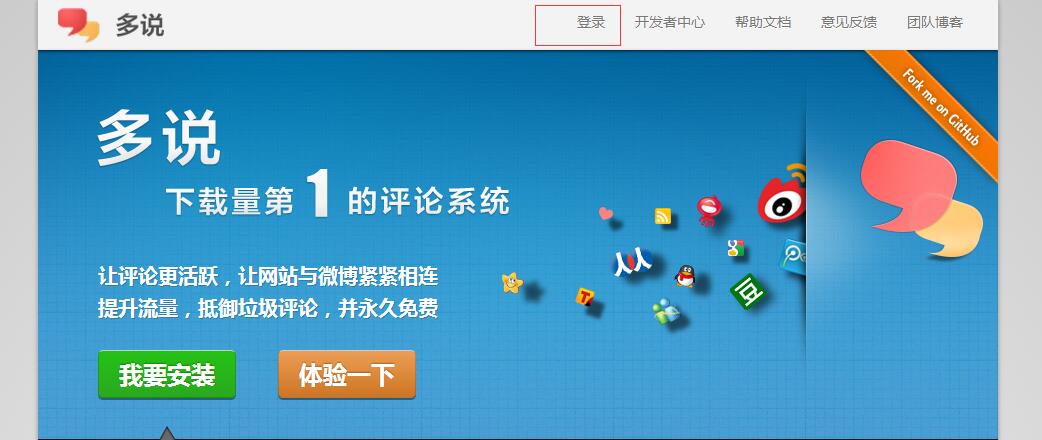 多说
登录 开发者中心 帮助文档 意见反馈 团队博客
Fork me on GitHub
多说
下载量第1的评论系统
让评论更活跃，让网站与微博紧紧相连
提升流量，抵御垃圾评论，并永久免费
我要安装 体验一下